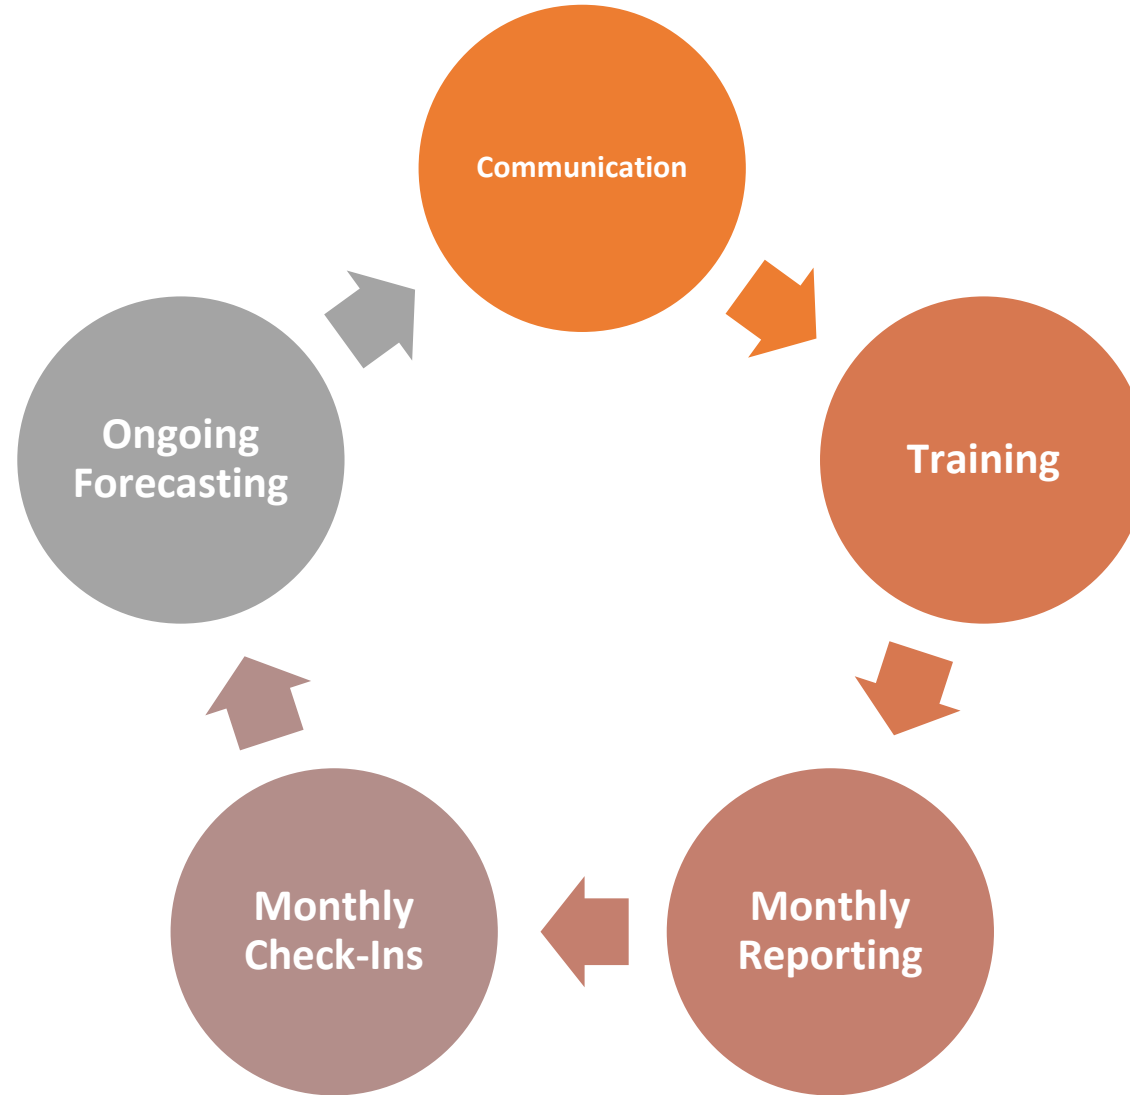 Communication
Training
Monthly
Reporting
Monthly
Check-Ins
Ongoing
Forecasting